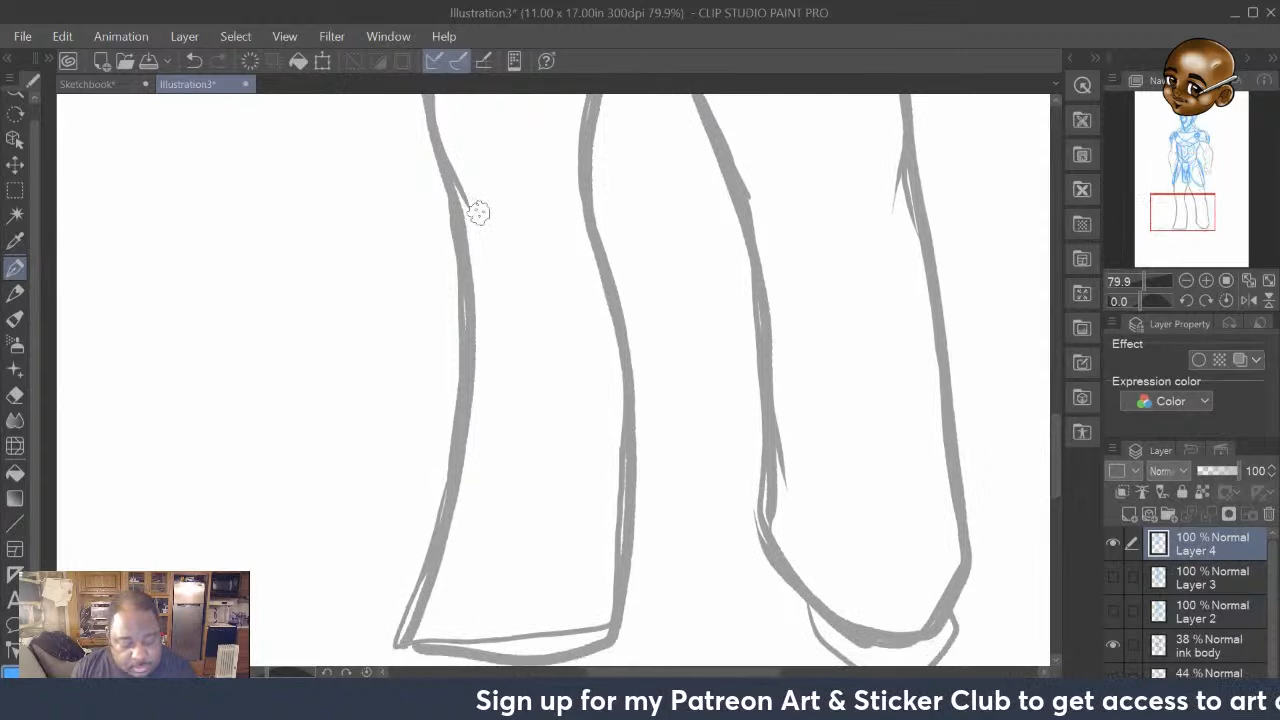 Illustration3* (11.00 x 17.00in 300dpi 79.9%) - CLIP STUDIO PAINT PRO
File Edit Animation Layer Select View Filter Window Help
Sketchbook* Illustration3*
79.9
0.0
Layer Property
Effect
Expression color
Color
Layer
Norm 100
100 % Normal
Layer 4
100 % Normal
Layer 3
100 % Normal
Layer 2
38 % Normal
ink body
44 % Normal
Sign up for my Patreon Art & Sticker Club to get access to art